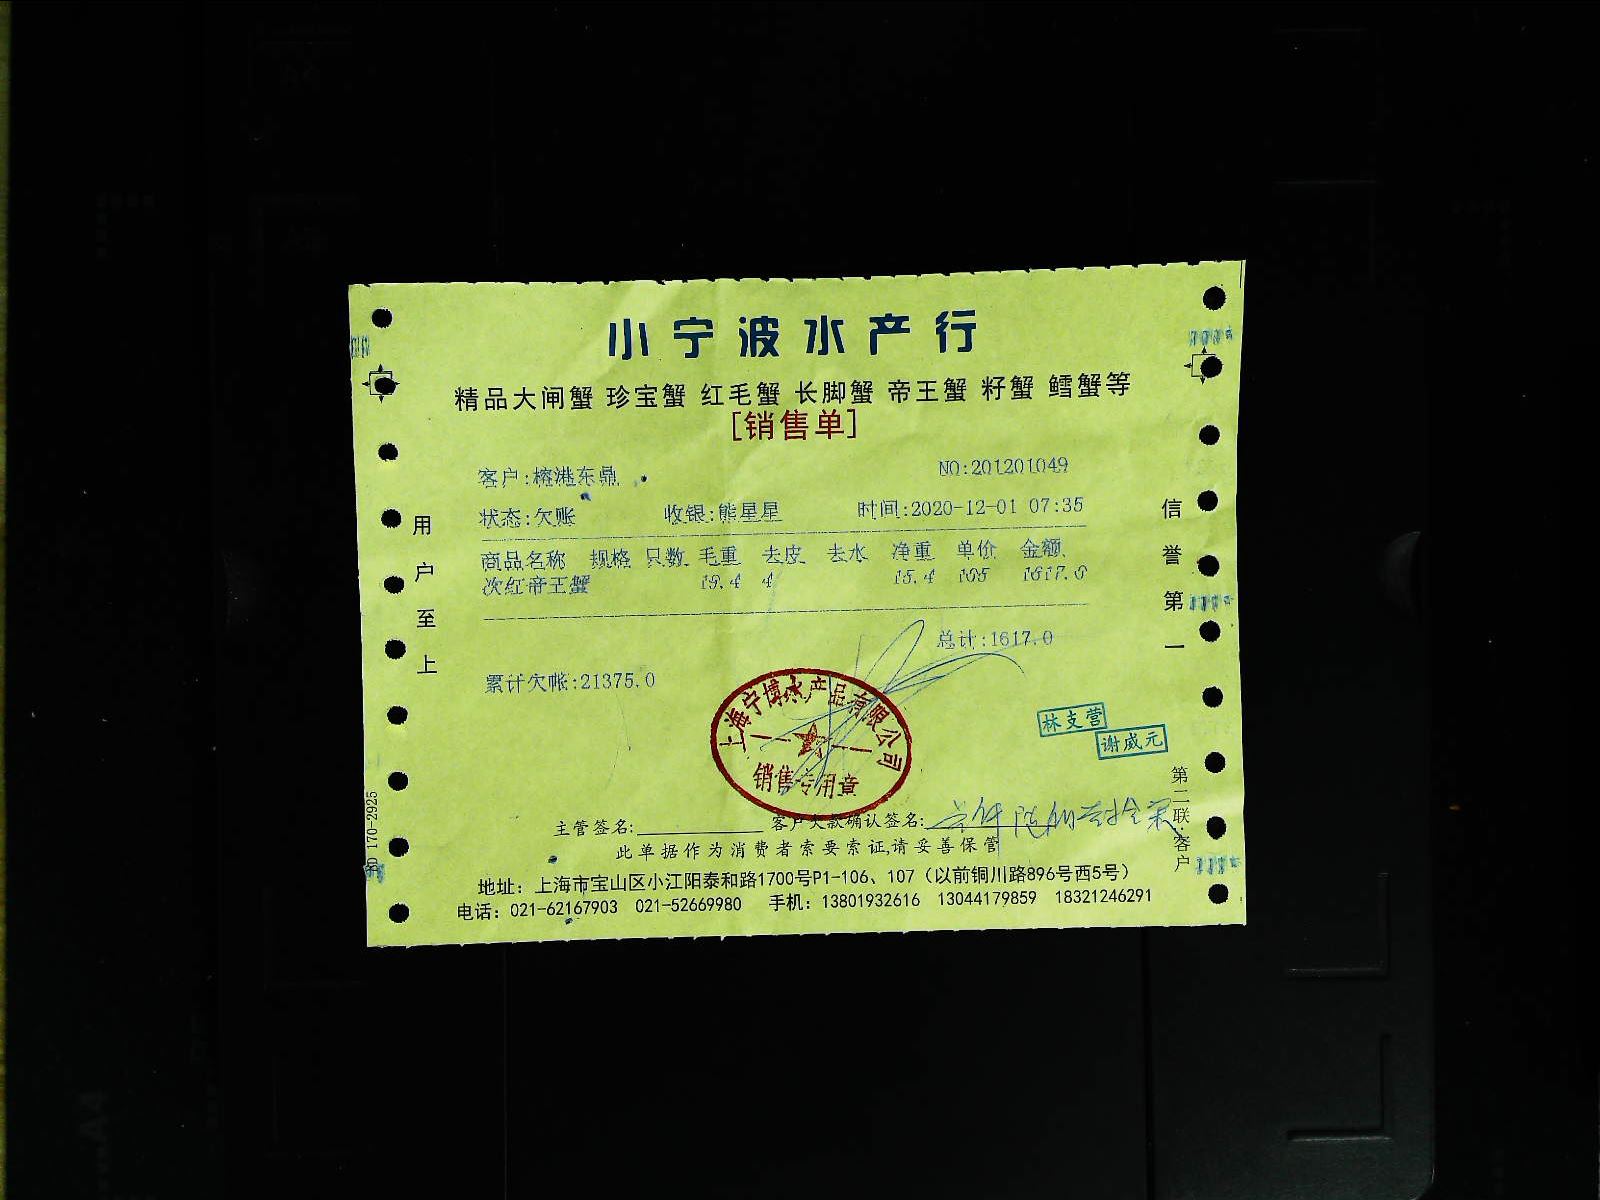 小宁波水产行
精品大闸蟹 珍宝蟹 红毛蟹 长脚蟹 帝王蟹 籽蟹 鳕蟹等
[销售单]
客户:榕港东鼎 NO:201201049
状态:欠账 收银:熊星星 时间:2020-12-01 07:35
商品名称 规格 只数 毛重 去皮 去水 净重 单价 金额
次红帝王蟹 19.4 4 15.4 105 1617.0
总计:1617.0
累计欠帐:21375.0
用户至上
信誉第一
上海宁博水产品有限公司
销售专用章
林支营
谢威元
第二联:客户
170-2925
主管签名: 客户欠款确认签名:
此单据作为消费者索要索证,请妥善保管
地址：上海市宝山区小江阳泰和路1700号P1-106、107（以前铜川路896号西5号）
电话：021-62167903 021-52669980 手机：13801932616 13044179859 18321246291